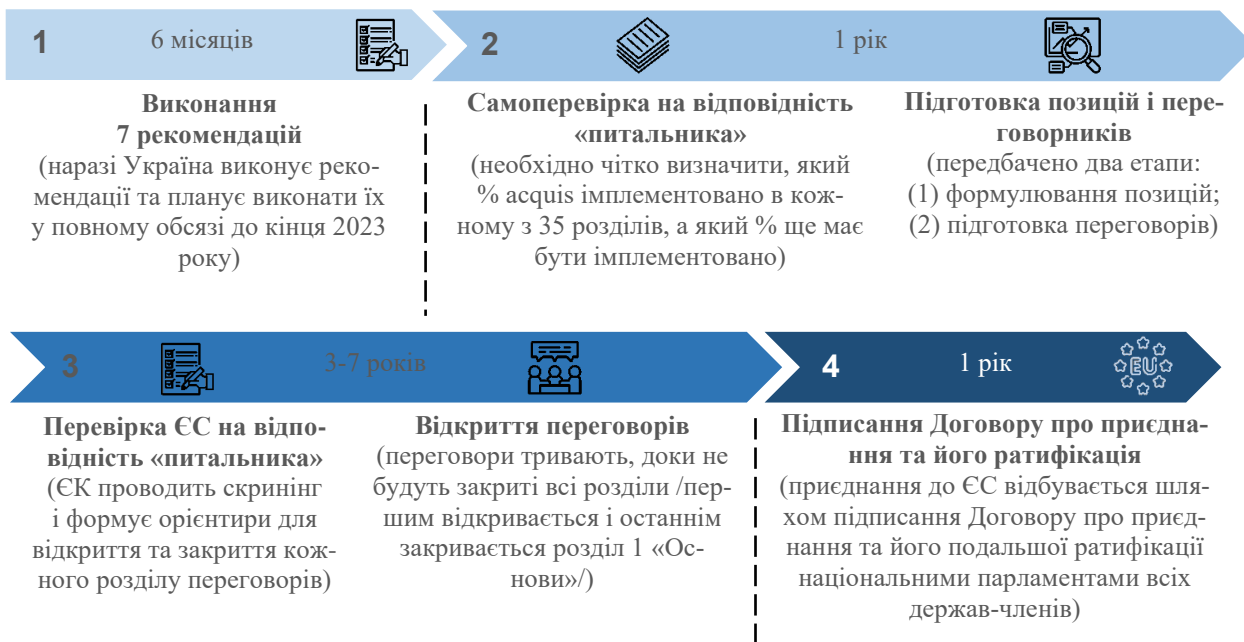 1 6 місяців 2 1 рік
Виконання
7 рекомендацій
(наразі Україна виконує реко-
мендації та планує виконати їх
у повному обсязі до кінця 2023
року)
Самоперевірка на відповідність
«питальника»
(необхідно чітко визначити, який
% acquis імплементовано в кож-
ному з 35 розділів, а який % ще має
бути імплементовано)
Підготовка позицій і пере-
говорників
(передбачено два етапи:
(1) формулювання позицій;
(2) підготовка переговорів)
3 3-7 років 4 1 рік EU
Перевірка ЄС на відпо-
відність «питальника»
(ЄК проводить скринінг
і формує орієнтири для
відкриття та закриття кож-
ного розділу переговорів)
Відкриття переговорів
(переговори тривають, доки не
будуть закриті всі розділи /пер-
шим відкривається і останнім
закривається розділ 1 «Ос-
нови»/)
Підписання Договору про приєдна-
ння та його ратифікація
(приєднання до ЄС відбувається шля-
хом підписання Договору про приєд-
нання та його подальшої ратифікації
національними парламентами всіх
держав-членів)